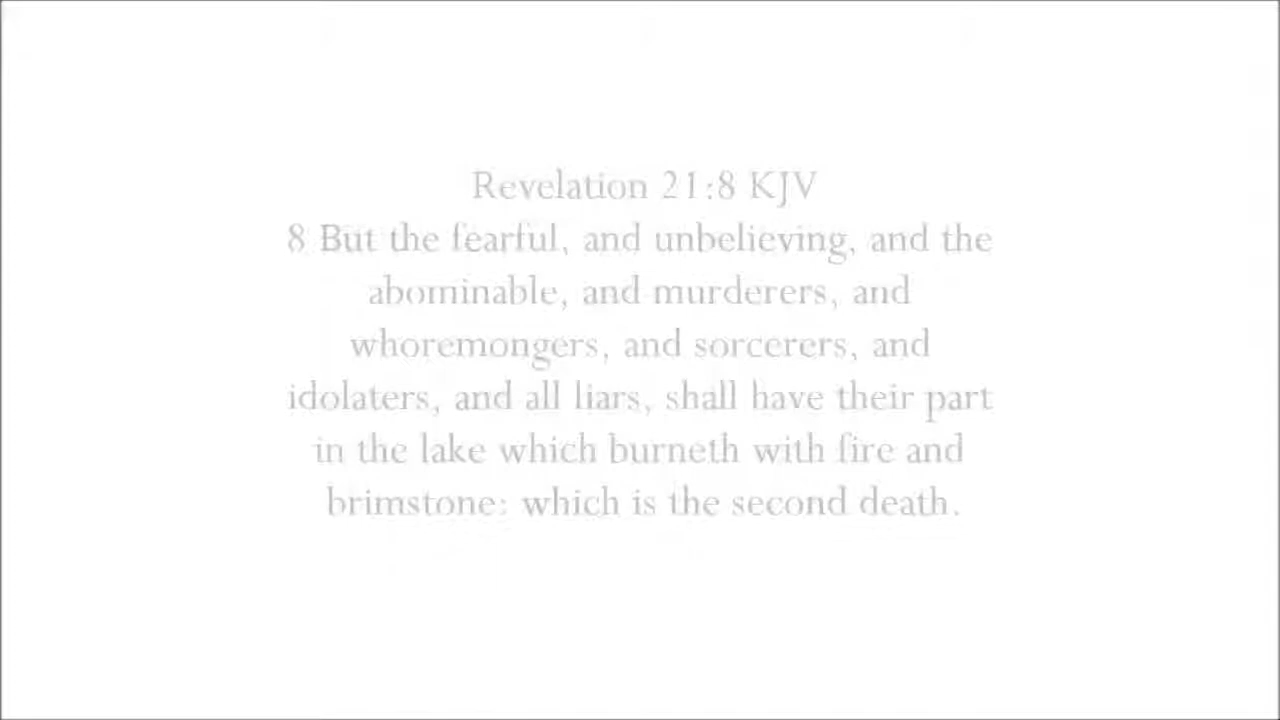 Revelation 21:8 KJV
8 But the fearful, and unbelieving, and the
abominable, and murderers, and
whoremongers, and sorcerers, and
idolaters, and all liars, shall have their part
in the lake which burneth with fire and
brimstone: which is the second death.